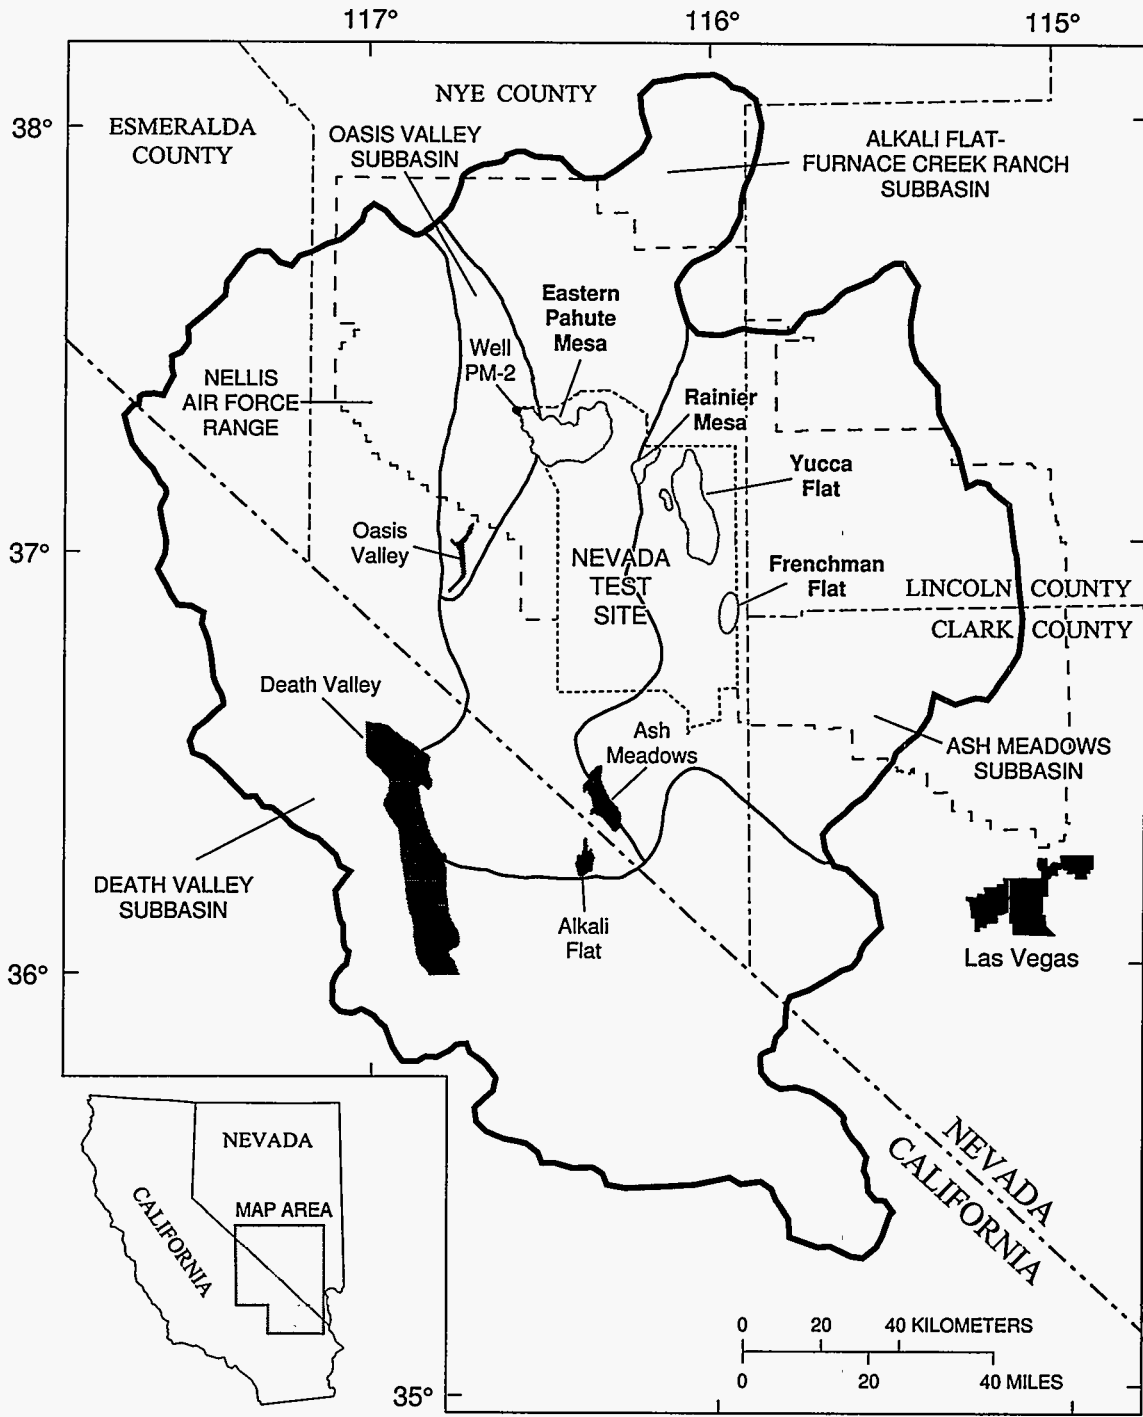 117°
116°
115°
NYE COUNTY
38°
ESMERALDA
COUNTY
OASIS VALLEY
SUBBASIN
ALKALI FLAT-
FURNACE CREEK RANCH
SUBBASIN
Eastern
Pahute
Mesa
Well
PM-2
NELLIS
AIR FORCE
RANGE
Rainier
Mesa
Yucca
Flat
Oasis
Valley
37°
NEVADA
TEST
SITE
Frenchman
Flat
LINCOLN COUNTY
CLARK COUNTY
Death Valley
Ash
Meadows
ASH MEADOWS
SUBBASIN
DEATH VALLEY
SUBBASIN
Alkali
Flat
Las Vegas
36°
NEVADA
CALIFORNIA
NEVADA
CALIFORNIA
MAP AREA
0 20 40 KILOMETERS
0 20 40 MILES
35°